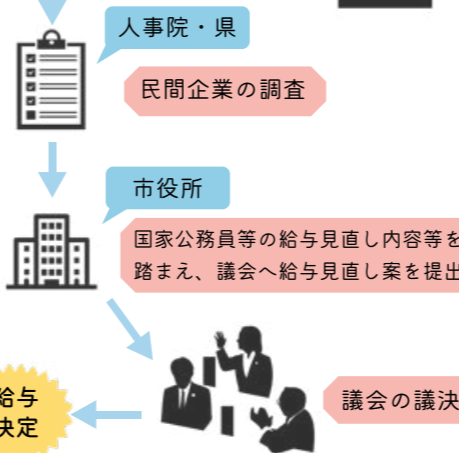 人事院・県
民間企業の調査
市役所
国家公務員等の給与見直し内容等を
踏まえ、議会へ給与見直し案を提出
議会の議決
給与
決定